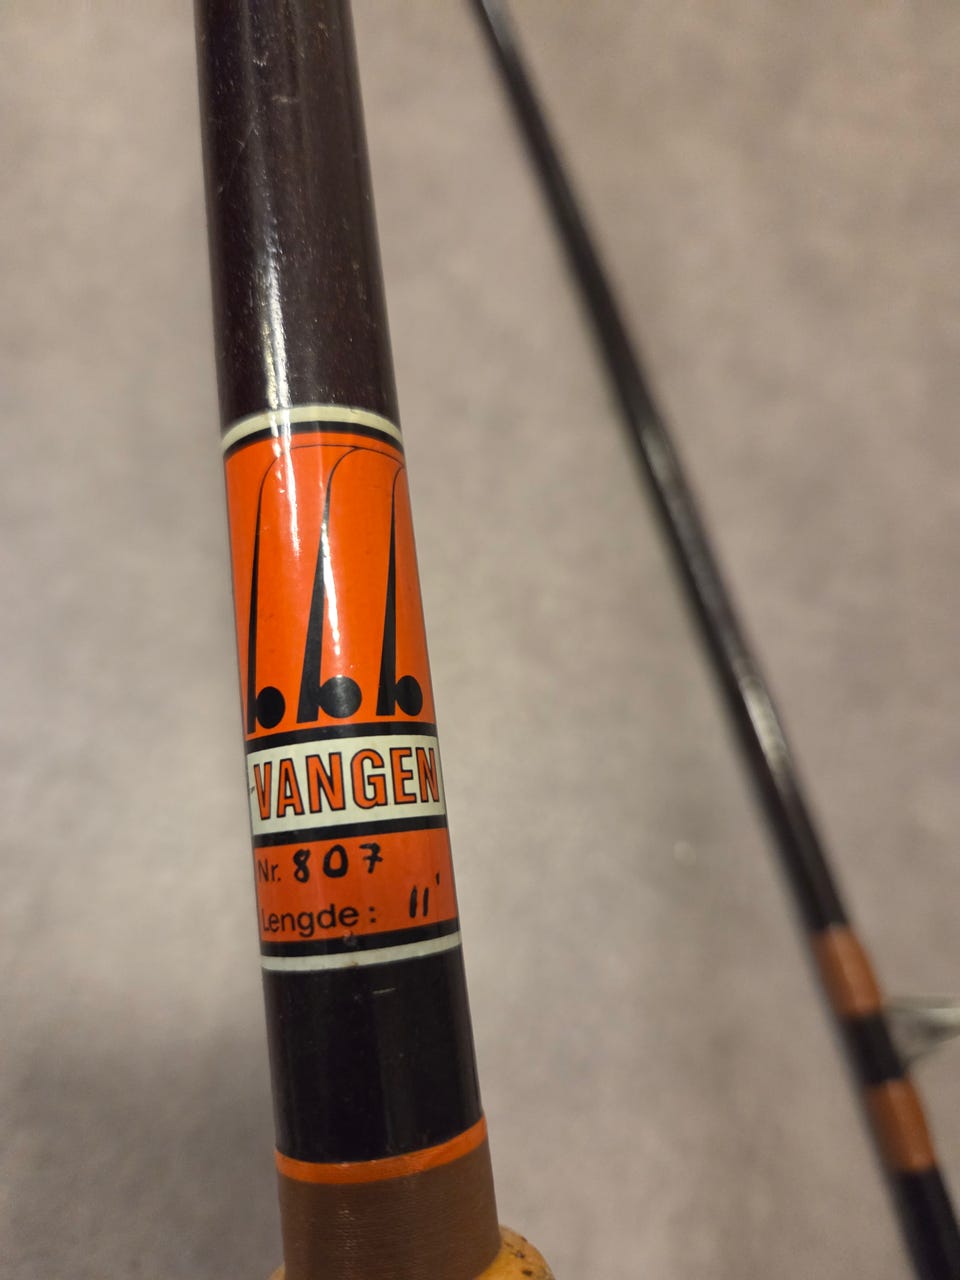 VANGEN
Nr. 807
Lengde: 11'